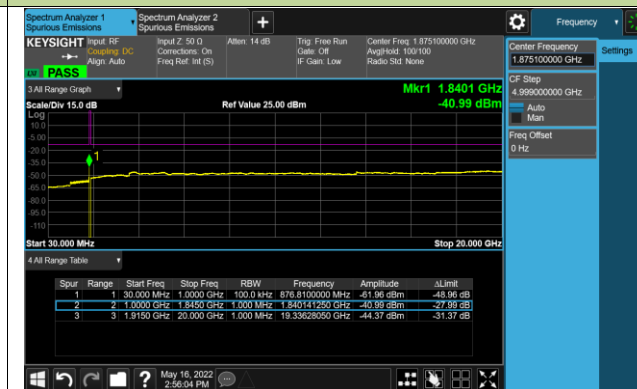 Spectrum Analyzer 1
Spurious Emissions
Spectrum Analyzer 2
Spurious Emissions
+
Frequency
KEYSIGHT
Input: RF
Coupling: DC
Align: Auto
Input Z: 50 Ω
Corrections: On
Freq Ref: Int (S)
Atten: 14 dB
Trig: Free Run
Gate: Off
IF Gain: Low
Center Freq: 1.875100000 GHz
Avg|Hold: 100/100
Radio Std: None
PASS
Center Frequency
1.875100000 GHz
Settings
CF Step
4.999000000 GHz
Auto
Man
Freq Offset
0 Hz
3 All Range Graph
Mkr1 1.8401 GHz
-40.99 dBm
Scale/Div 15.0 dB
Ref Value 25.00 dBm
Log
10.0
-5.00
-20.0
-35.0
-50.0
-65.0
-80.0
-95.0
-110
1
Start 30.000 MHz
Stop 20.000 GHz
4 All Range Table
Spur Range Start Freq Stop Freq RBW Frequency Amplitude ΔLimit
1 1 30.000 MHz 1.0000 GHz 100.0 kHz 876.8100000 MHz -61.96 dBm -48.96 dB
2 2 1.0000 GHz 1.8450 GHz 1.000 MHz 1.840141250 GHz -40.99 dBm -27.99 dB
3 3 1.9150 GHz 20.000 GHz 1.000 MHz 19.33628050 GHz -44.37 dBm -31.37 dB
?
May 16, 2022
2:56:04 PM